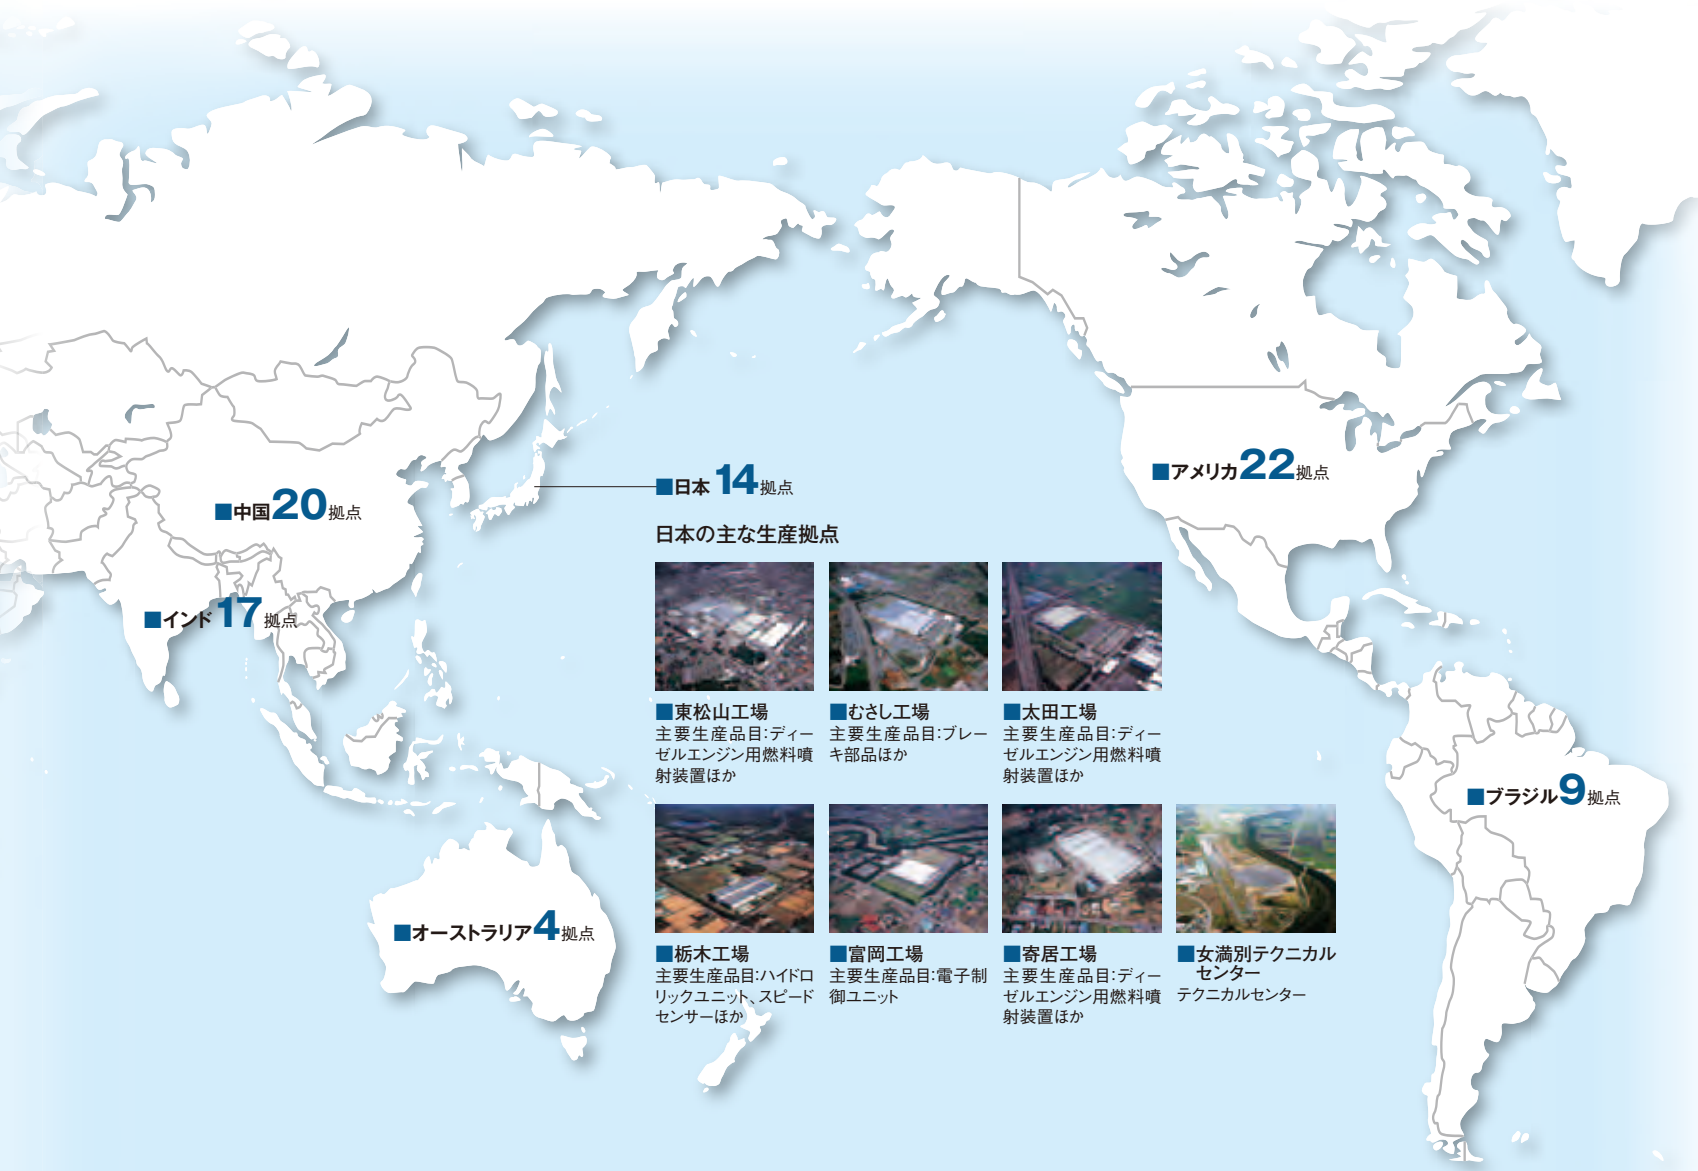 ■日本 14拠点
■アメリカ22拠点
■中国20拠点
■インド17拠点
■ブラジル9拠点
■オーストラリア4拠点
日本の主な生産拠点
■東松山工場
主要生産品目：ディー
ゼルエンジン用燃料噴
射装置ほか
■むさし工場
主要生産品目：ブレー
キ部品ほか
■太田工場
主要生産品目：ディー
ゼルエンジン用燃料噴
射装置ほか
■栃木工場
主要生産品目：ハイドロ
リックユニット、スピード
センサーほか
■富岡工場
主要生産品目：電子制
御ユニット
■寄居工場
主要生産品目：ディー
ゼルエンジン用燃料噴
射装置ほか
■女満別テクニカル
センター
テクニカルセンター